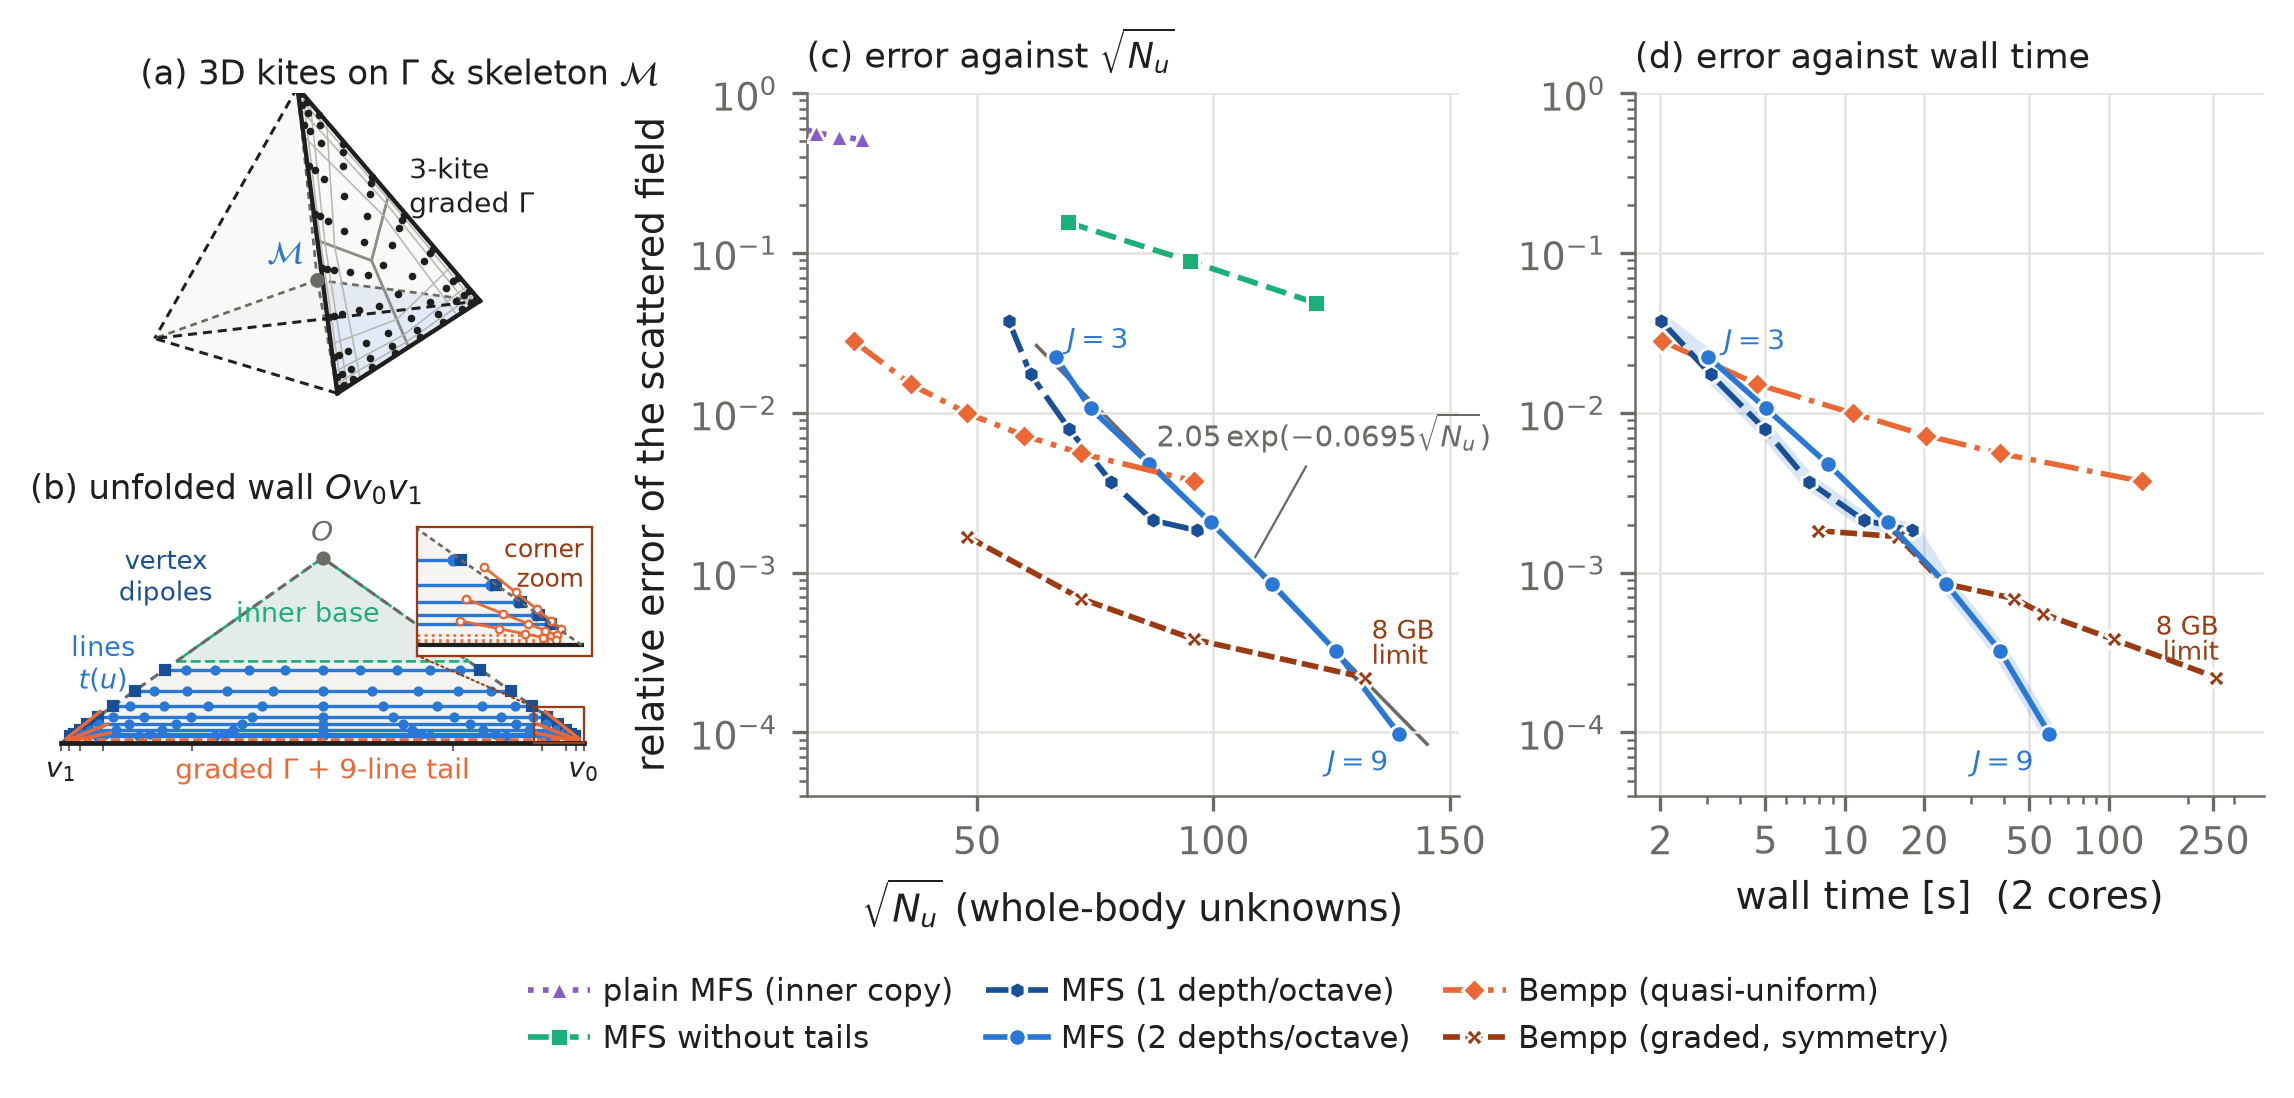 (a) 3D kites on Γ & skeleton ℳ
3-kite
graded Γ
ℳ
(b) unfolded wall Ov₀v₁
O
vertex
dipoles
corner
zoom
inner base
lines
t(u)
v₁
v₀
graded Γ + 9-line tail
(c) error against √Nᵤ
relative error of the scattered field
10⁰
10⁻¹
10⁻²
10⁻³
10⁻⁴
J = 3
2.05 exp(−0.0695√Nᵤ)
8 GB
limit
J = 9
50 100 150
√Nᵤ (whole-body unknowns)
(d) error against wall time
10⁰
10⁻¹
10⁻²
10⁻³
10⁻⁴
J = 3
8 GB
limit
J = 9
2 5 10 20 50 100 250
wall time [s] (2 cores)
plain MFS (inner copy)
MFS without tails
MFS (1 depth/octave)
MFS (2 depths/octave)
Bempp (quasi-uniform)
Bempp (graded, symmetry)